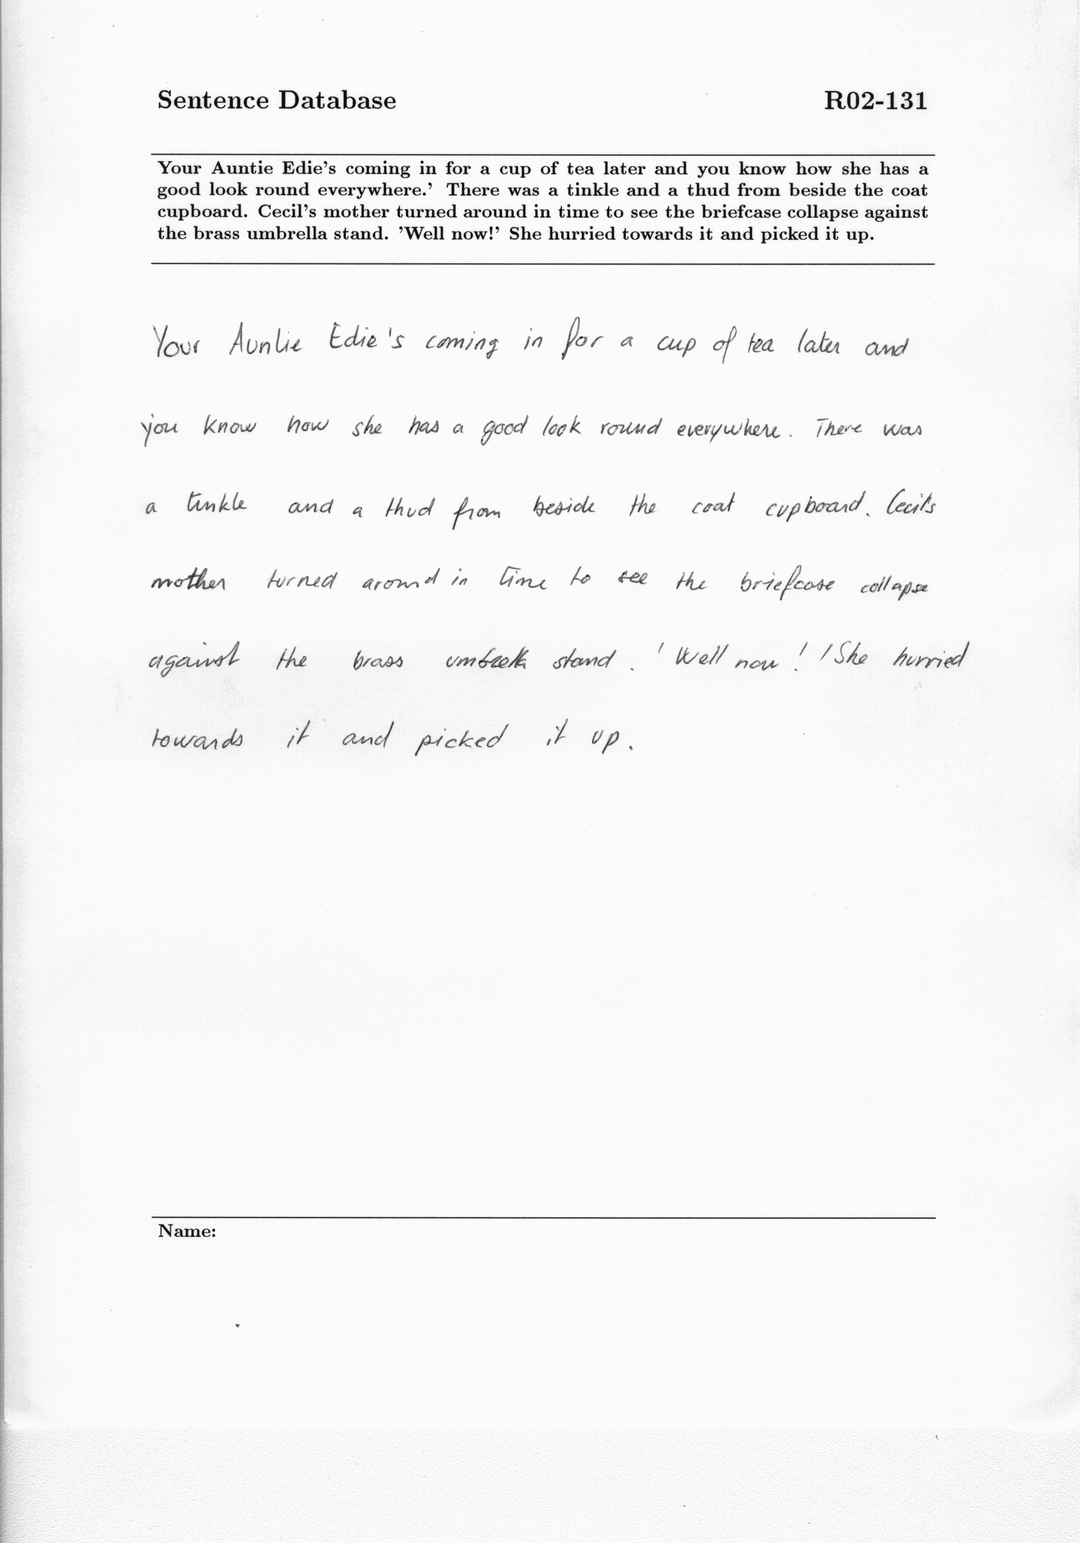 Sentence Database R02-131
Your Auntie Edie's coming in for a cup of tea later and you know how she has a
good look round everywhere.' There was a tinkle and a thud from beside the coat
cupboard. Cecil's mother turned around in time to see the briefcase collapse against
the brass umbrella stand. 'Well now!' She hurried towards it and picked it up.
Your Auntie Edie's coming in for a cup of tea later and
you know how she has a good look round everywhere. There was
a tinkle and a thud from beside the coat cupboard. Cecil's
mother turned around in time to see the briefcase collapse
against the brass stand. 'Well now!' She hurried
towards it and picked it up.
Name: